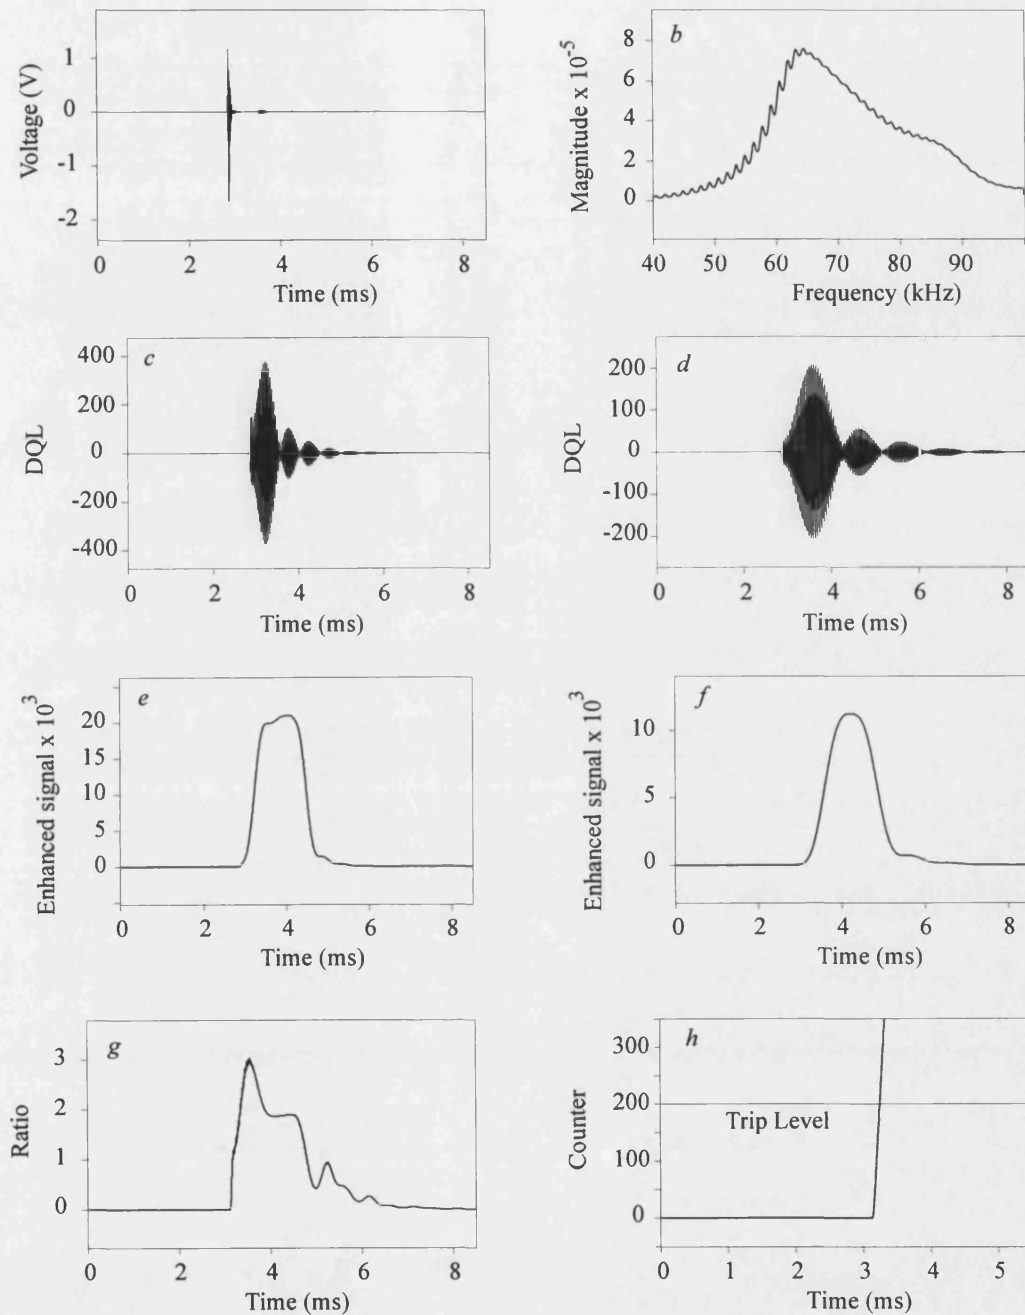 1
0
-1
-2
Voltage (V)
0 2 4 6 8
Time (ms)
b
8
6
4
2
0
Magnitude x 10⁻⁵
40 50 60 70 80 90
Frequency (kHz)
c
400
200
0
-200
-400
DQL
0 2 4 6 8
Time (ms)
d
200
100
0
-100
-200
DQL
0 2 4 6 8
Time (ms)
e
20
15
10
5
0
Enhanced signal x 10³
0 2 4 6 8
Time (ms)
f
10
5
0
Enhanced signal x 10³
0 2 4 6 8
Time (ms)
g
3
2
1
0
Ratio
0 2 4 6 8
Time (ms)
h
300
200
100
0
Counter
Trip Level
0 1 2 3 4 5
Time (ms)